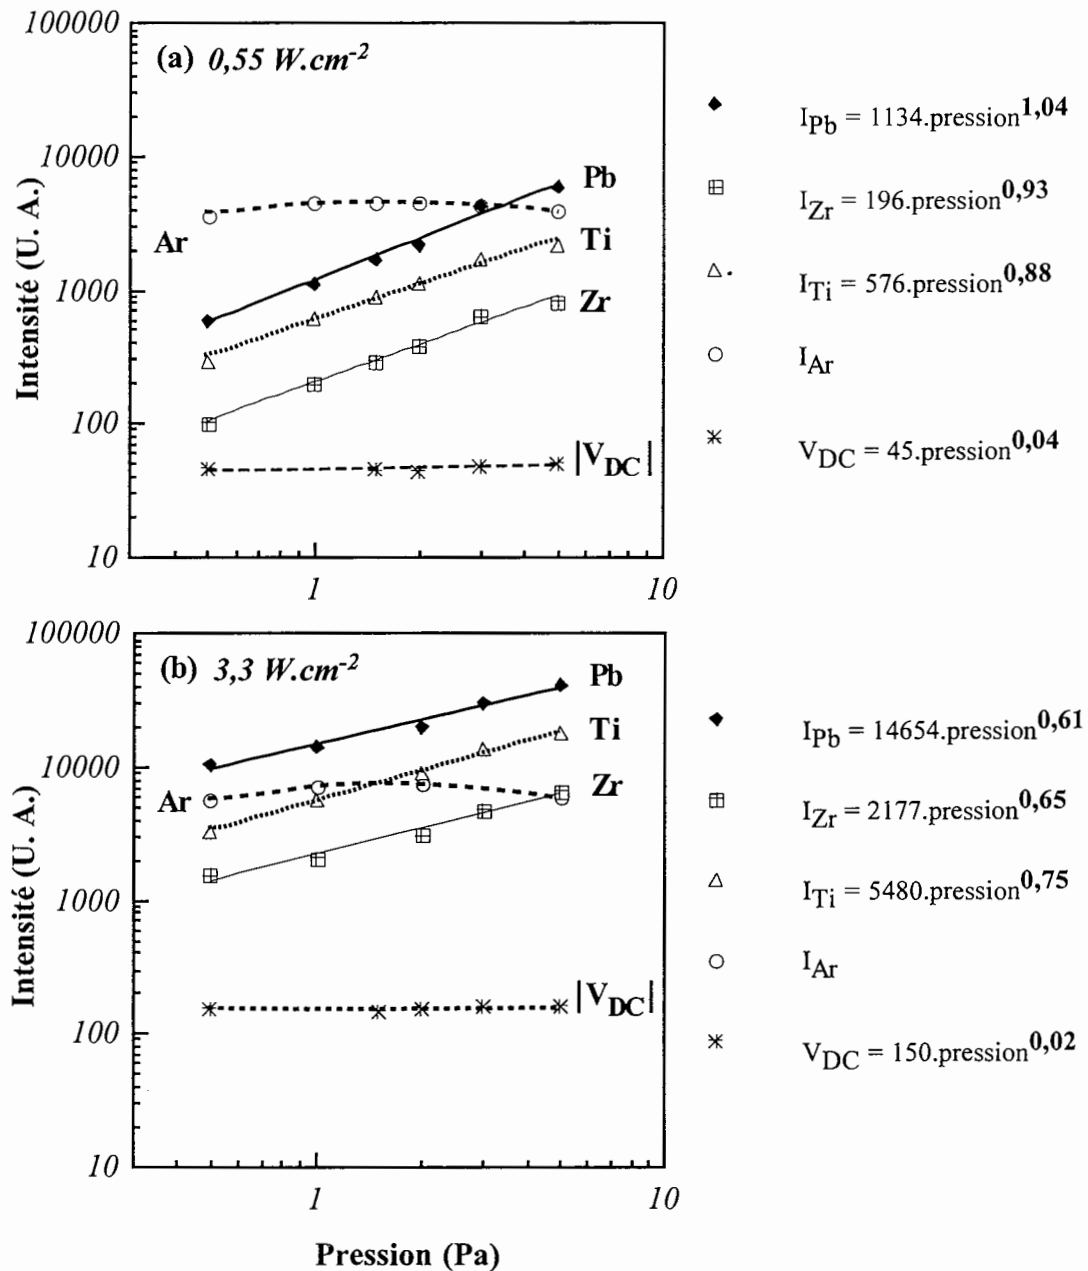 100000
(a) 0,55 W.cm-2
10000
1000
100
10
Intensité (U. A.)
Ar
Pb
Ti
Zr
|VDC|
1
10
IPb = 1134.pression1,04
IZr = 196.pression0,93
ITi = 576.pression0,88
IAr
VDC = 45.pression0,04
100000
(b) 3,3 W.cm-2
10000
1000
100
10
Intensité (U. A.)
Ar
Pb
Ti
Zr
|VDC|
1
10
Pression (Pa)
IPb = 14654.pression0,61
IZr = 2177.pression0,65
ITi = 5480.pression0,75
IAr
VDC = 150.pression0,02